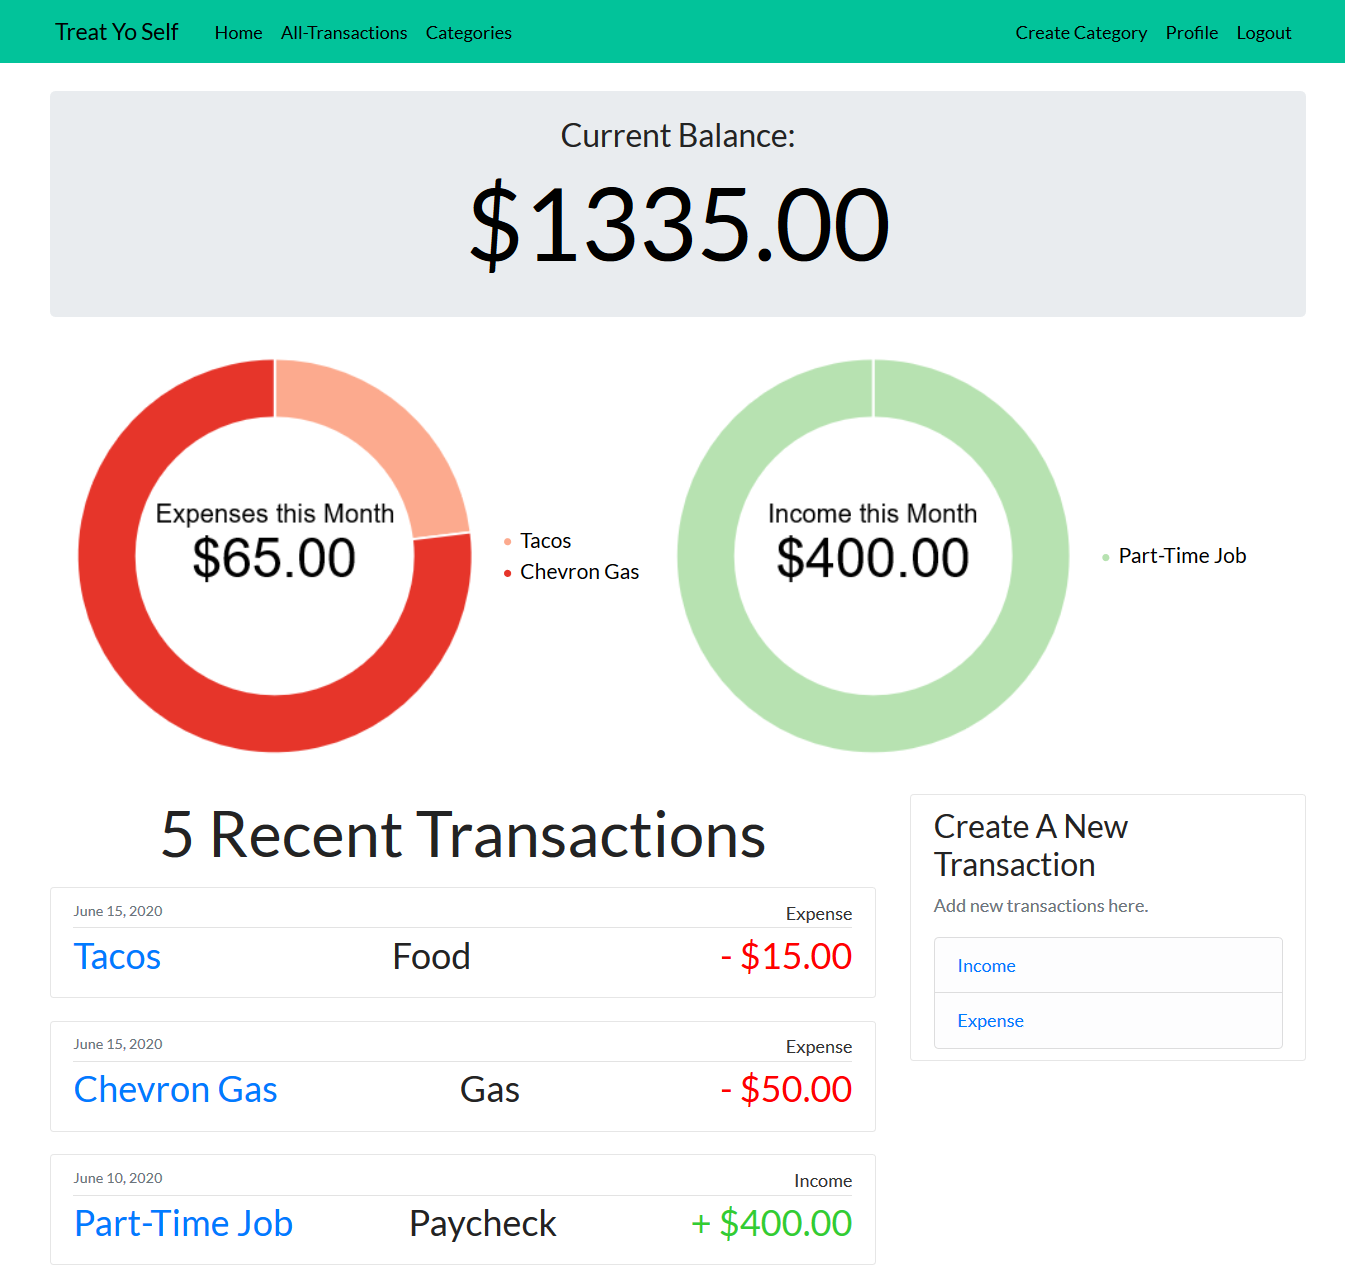 Treat Yo Self Home All-Transactions Categories Create Category Profile Logout
Current Balance:
$1335.00
Expenses this Month
$65.00
Tacos
Chevron Gas
Income this Month
$400.00
Part-Time Job
5 Recent Transactions
June 15, 2020
Expense
Tacos Food - $15.00
June 15, 2020
Expense
Chevron Gas Gas - $50.00
June 10, 2020
Income
Part-Time Job Paycheck + $400.00
Create A New
Transaction
Add new transactions here.
Income
Expense